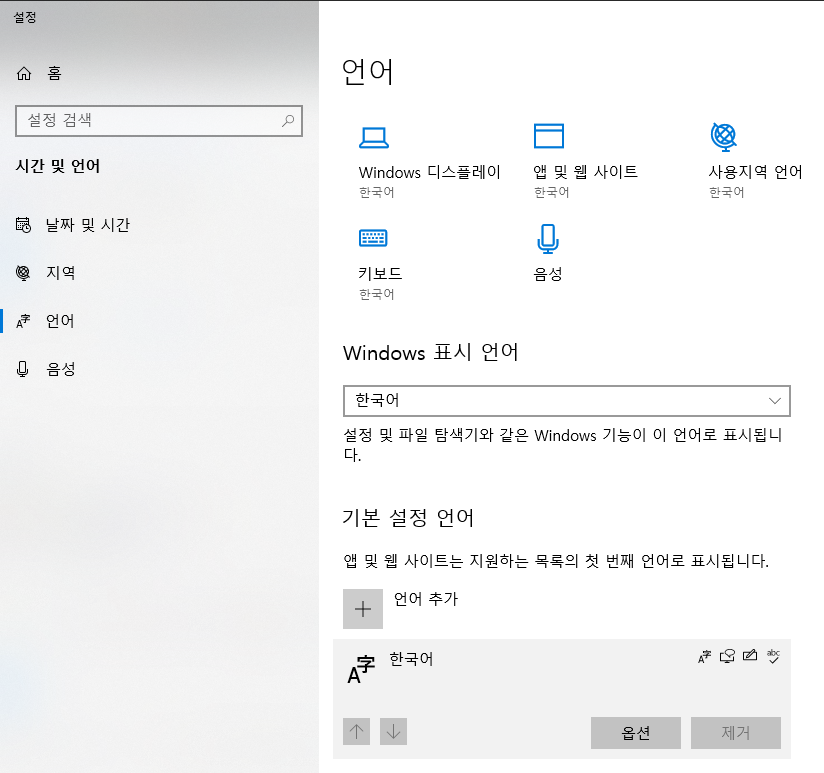 설정
홈
설정 검색
시간 및 언어
날짜 및 시간
지역
언어
음성
언어
Windows 디스플레이
한국어
앱 및 웹 사이트
한국어
사용지역 언어
한국어
키보드
한국어
음성
Windows 표시 언어
한국어
설정 및 파일 탐색기와 같은 Windows 기능이 이 언어로 표시됩니
다.
기본 설정 언어
앱 및 웹 사이트는 지원하는 목록의 첫 번째 언어로 표시됩니다.
언어 추가
A字
한국어
A字
abc
옵션
제거